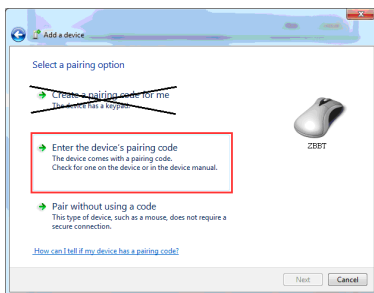 Add a device
Select a pairing option
Create a pairing code for me
The device has a keypad.
ZBBT
Enter the device's pairing code
The device comes with a pairing code.
Check for one on the device or in the device manual.
Pair without using a code
This type of device, such as a mouse, does not require a
secure connection.
How can I tell if my device has a pairing code?
Next
Cancel